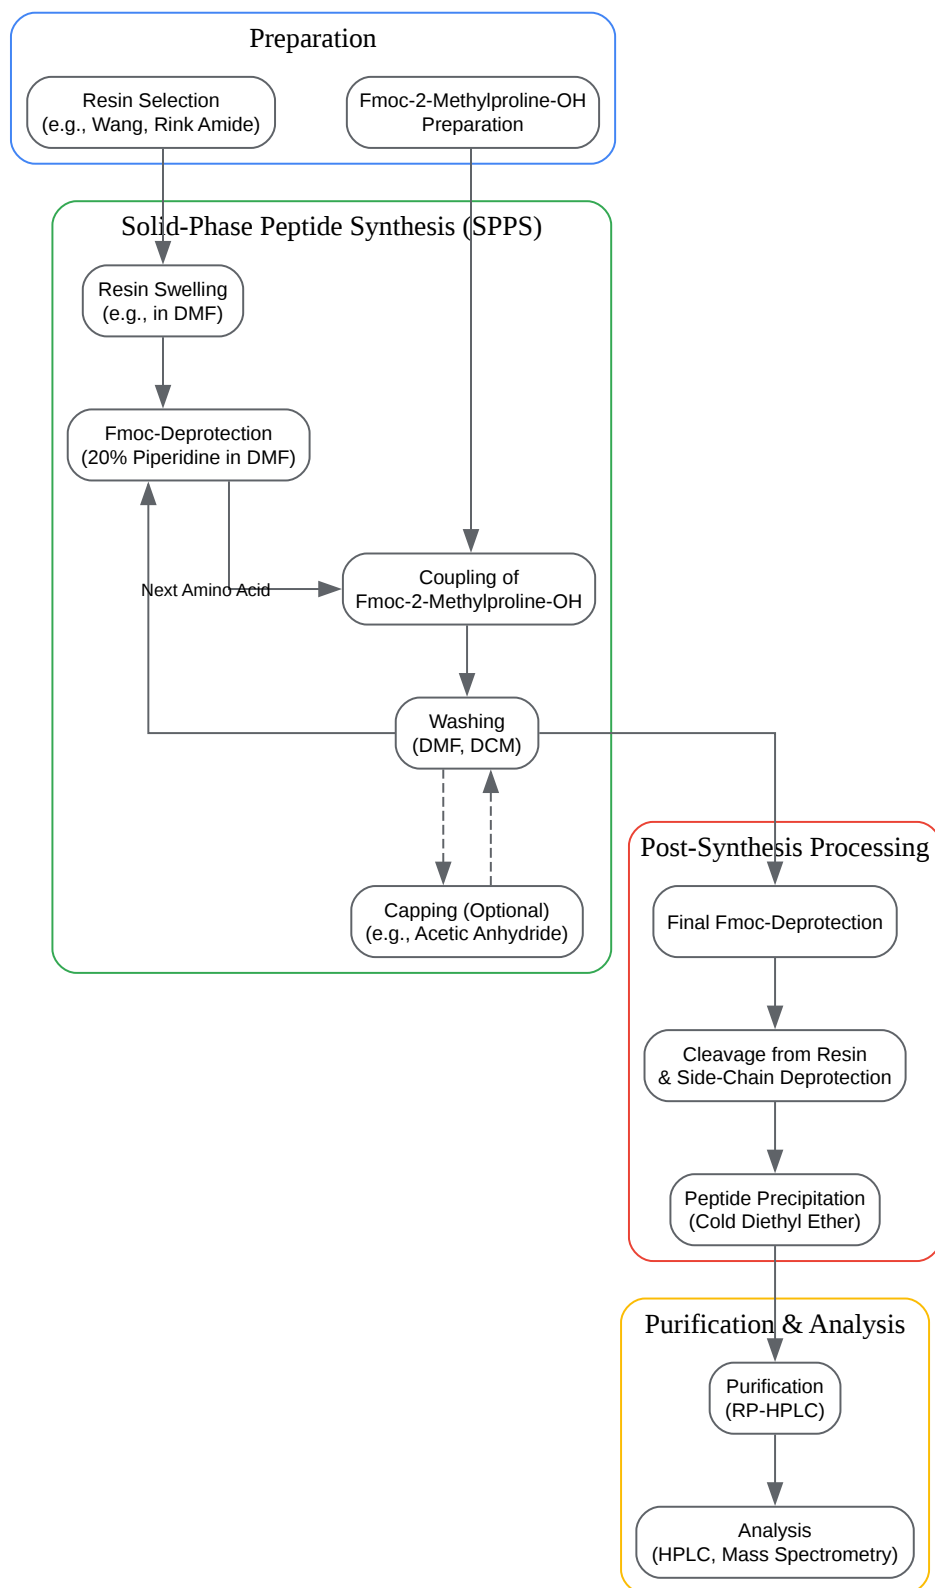 Preparation
Resin Selection
(e.g., Wang, Rink Amide)
Fmoc-2-Methylproline-OH
Preparation
Solid-Phase Peptide Synthesis (SPPS)
Resin Swelling
(e.g., in DMF)
Fmoc-Deprotection
(20% Piperidine in DMF)
Next Amino Acid
Coupling of
Fmoc-2-Methylproline-OH
Washing
(DMF, DCM)
Capping (Optional)
(e.g., Acetic Anhydride)
Post-Synthesis Processing
Final Fmoc-Deprotection
Cleavage from Resin
& Side-Chain Deprotection
Peptide Precipitation
(Cold Diethyl Ether)
Purification & Analysis
Purification
(RP-HPLC)
Analysis
(HPLC, Mass Spectrometry)